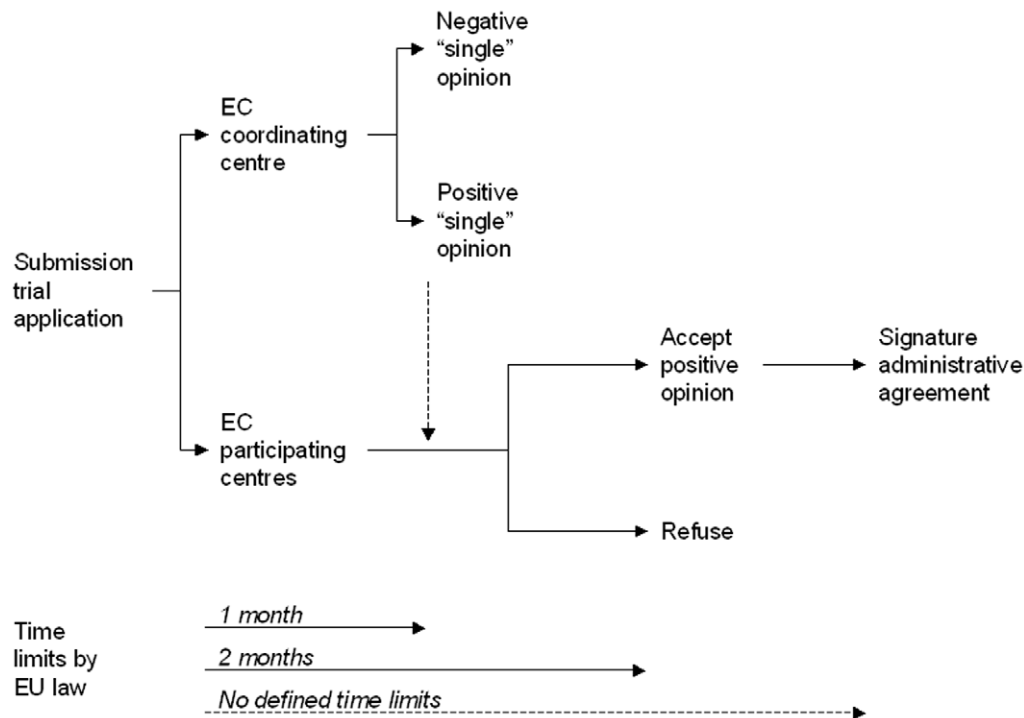 Negative
“single”
opinion
EC
coordinating
centre
Positive
“single”
opinion
Submission
trial
application
Accept
positive
opinion
Signature
administrative
agreement
EC
participating
centres
Refuse
Time
limits by
EU law
1 month
2 months
No defined time limits